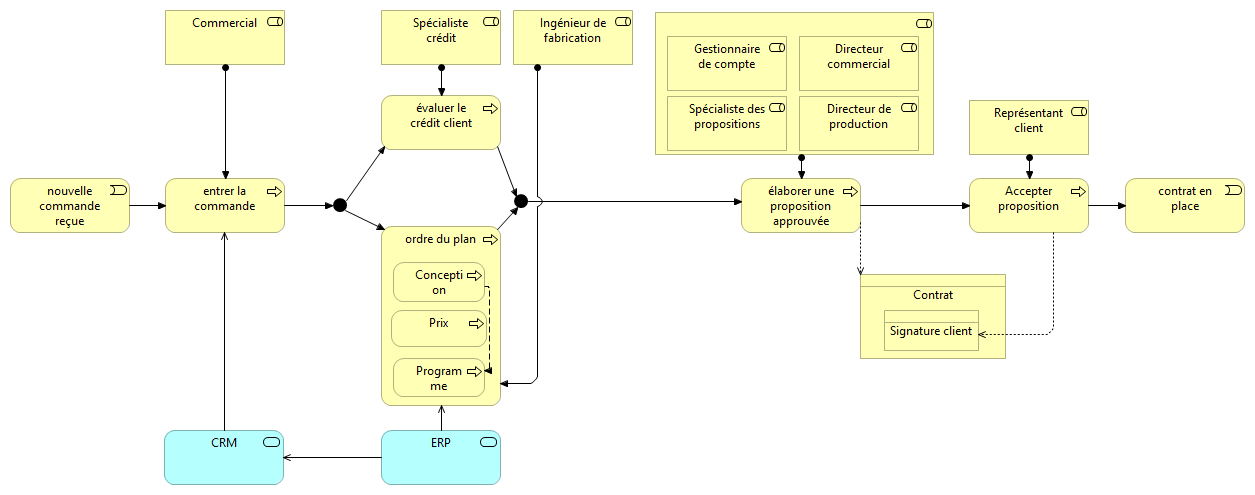 Commercial
Spécialiste
crédit
Ingénieur de
fabrication
Gestionnaire
de compte
Directeur
commercial
Spécialiste des
propositions
Directeur de
production
Représentant
client
évaluer le
crédit client
nouvelle
commande
reçue
entrer la
commande
élaborer une
proposition
approuvée
Accepter
proposition
contrat en
place
ordre du plan
Concepti
on
Prix
Programe
me
Contrat
Signature client
CRM
ERP